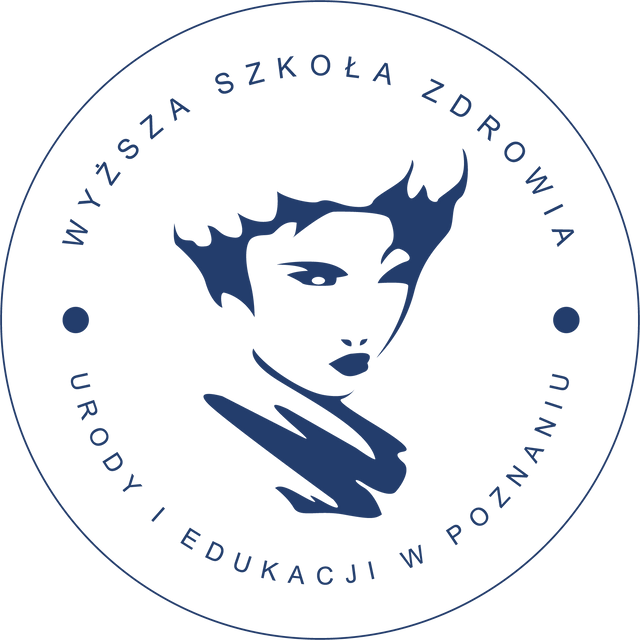 WYŻSZA SZKOŁA ZDROWIA
URODY I EDUKACJI W POZNANIU